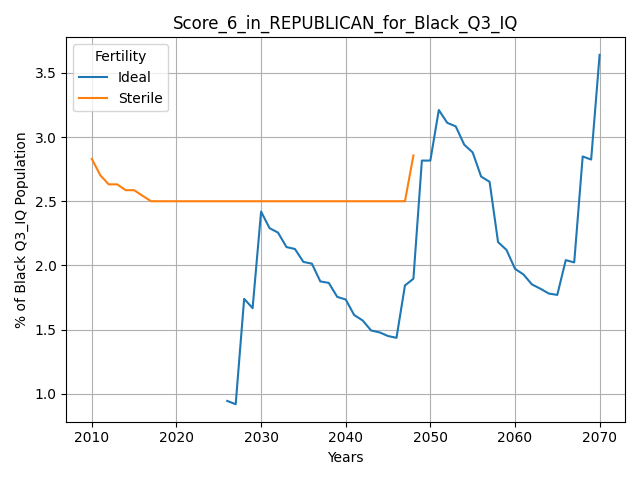 Score_6_in_REPUBLICAN_for_Black_Q3_IQ
Fertility
Ideal
Sterile
% of Black Q3_IQ Population
3.5
3.0
2.5
2.0
1.5
1.0
2010 2020 2030 2040 2050 2060 2070
Years